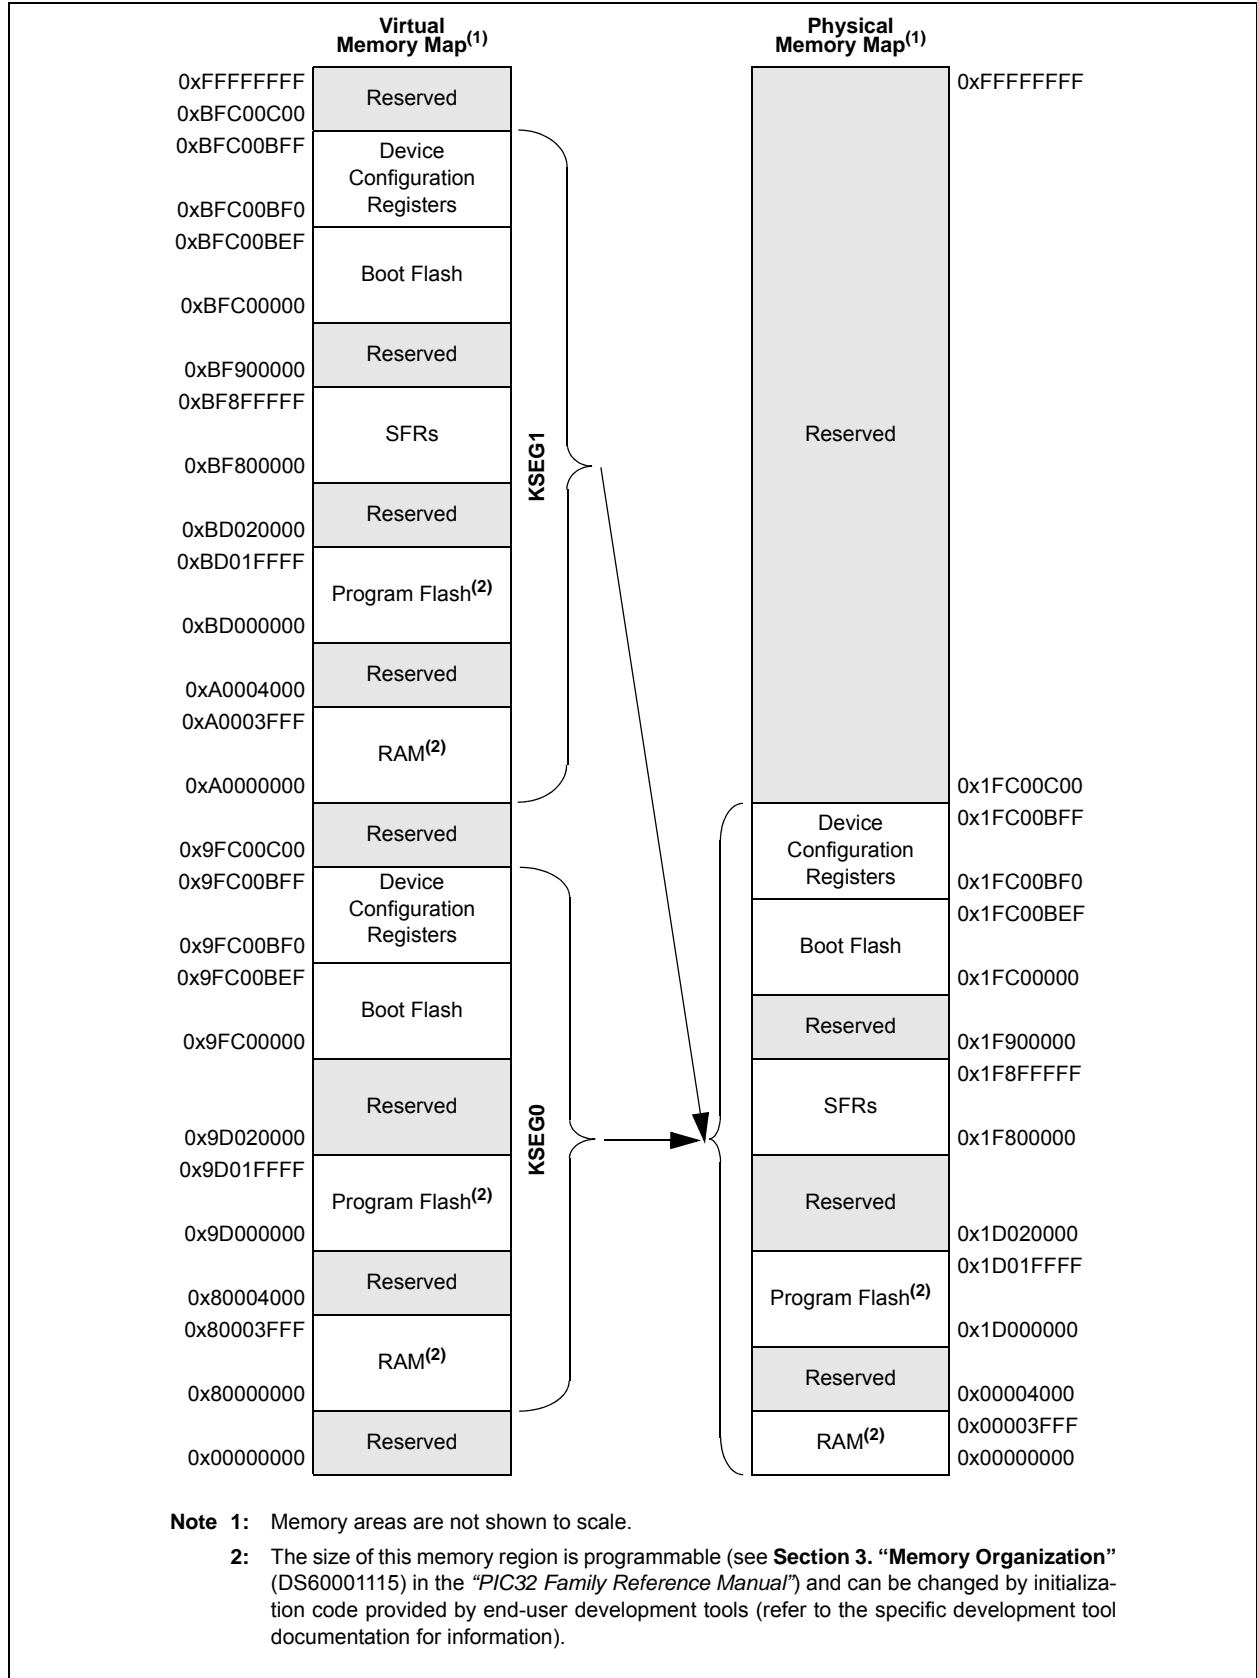 Virtual
Memory Map(1)
0xFFFFFFFF
Reserved
0xBFC00C00
0xBFC00BFF
Device
Configuration
Registers
0xBFC00BF0
0xBFC00BEF
Boot Flash
0xBFC00000
Reserved
0xBF900000
0xBF8FFFFF
SFRs
0xBF800000
Reserved
0xBD020000
0xBD01FFFF
Program Flash(2)
0xBD000000
Reserved
0xA0004000
0xA0003FFF
RAM(2)
0xA0000000
KSEG1
Reserved
0x9FC00C00
0x9FC00BFF
Device
Configuration
Registers
0x9FC00BF0
0x9FC00BEF
Boot Flash
0x9FC00000
Reserved
0x9D020000
0x9D01FFFF
Program Flash(2)
0x9D000000
Reserved
0x80004000
0x80003FFF
RAM(2)
0x80000000
KSEG0
Reserved
0x00000000
Physical
Memory Map(1)
0xFFFFFFFF
Reserved
0x1FC00C00
0x1FC00BFF
Device
Configuration
Registers
0x1FC00BF0
0x1FC00BEF
Boot Flash
0x1FC00000
Reserved
0x1F900000
0x1F8FFFFF
SFRs
0x1F800000
Reserved
0x1D020000
0x1D01FFFF
Program Flash(2)
0x1D000000
Reserved
0x00004000
0x00003FFF
RAM(2)
0x00000000
Note 1: Memory areas are not shown to scale.
2: The size of this memory region is programmable (see Section 3. “Memory Organization”
(DS60001115) in the “PIC32 Family Reference Manual”) and can be changed by initializa-
tion code provided by end-user development tools (refer to the specific development tool
documentation for information).